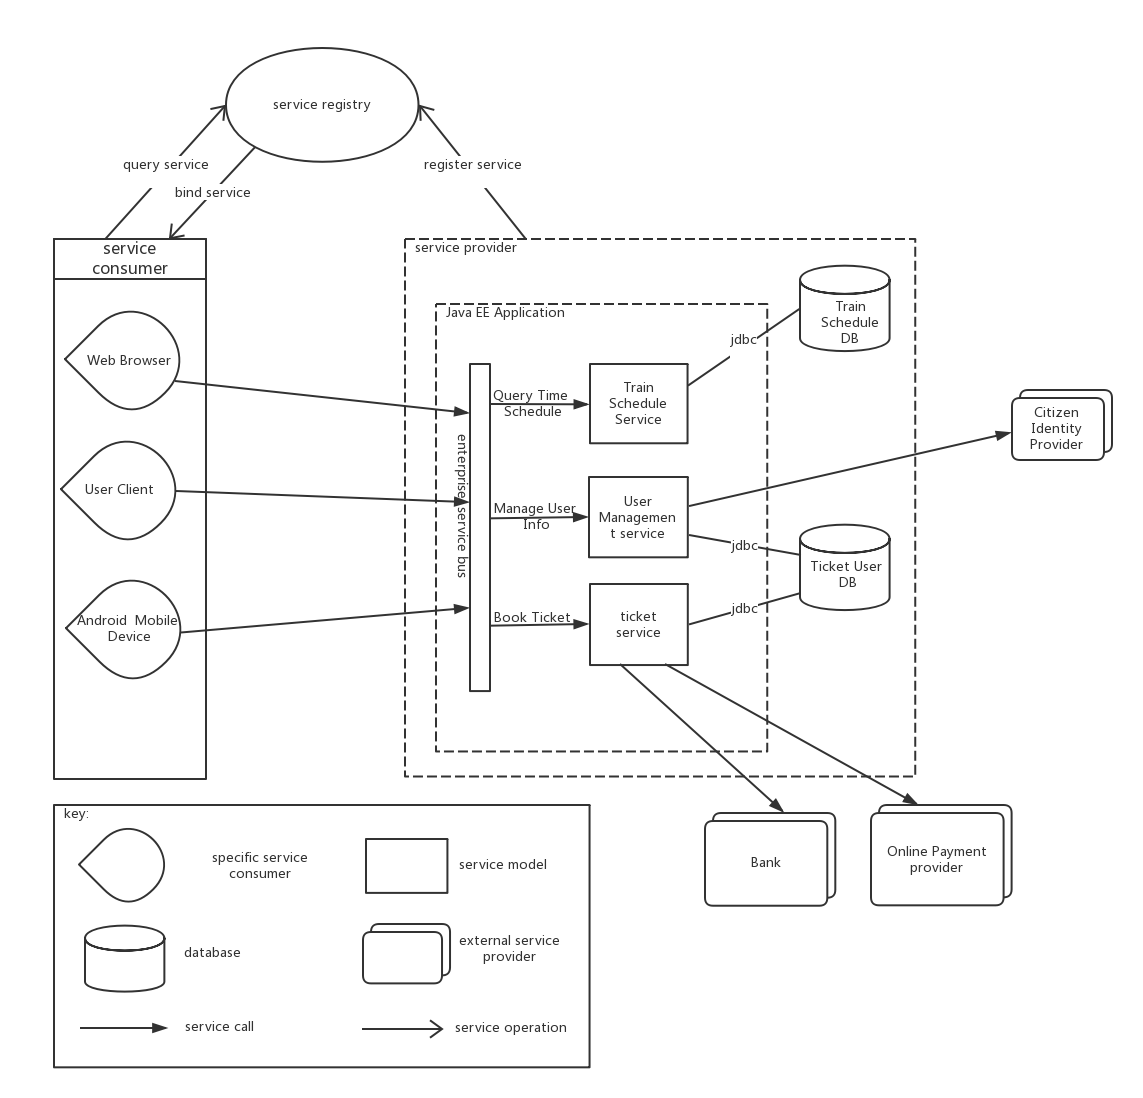 service registry
query service
register service
bind service
service
consumer
service provider
Java EE Application
Train
Schedule
DB
jdbc
Web Browser
Query Time
Schedule
Train
Schedule
Service
Citizen
Identity
Provider
enterprise service bus
User Client
Manage User
Info
User
Managemen
t service
jdbc
Ticket User
DB
Android  Mobile
Device
Book Ticket
ticket
service
jdbc
Bank
Online Payment
provider
key:
specific service
consumer
service model
database
external service
provider
service call
service operation